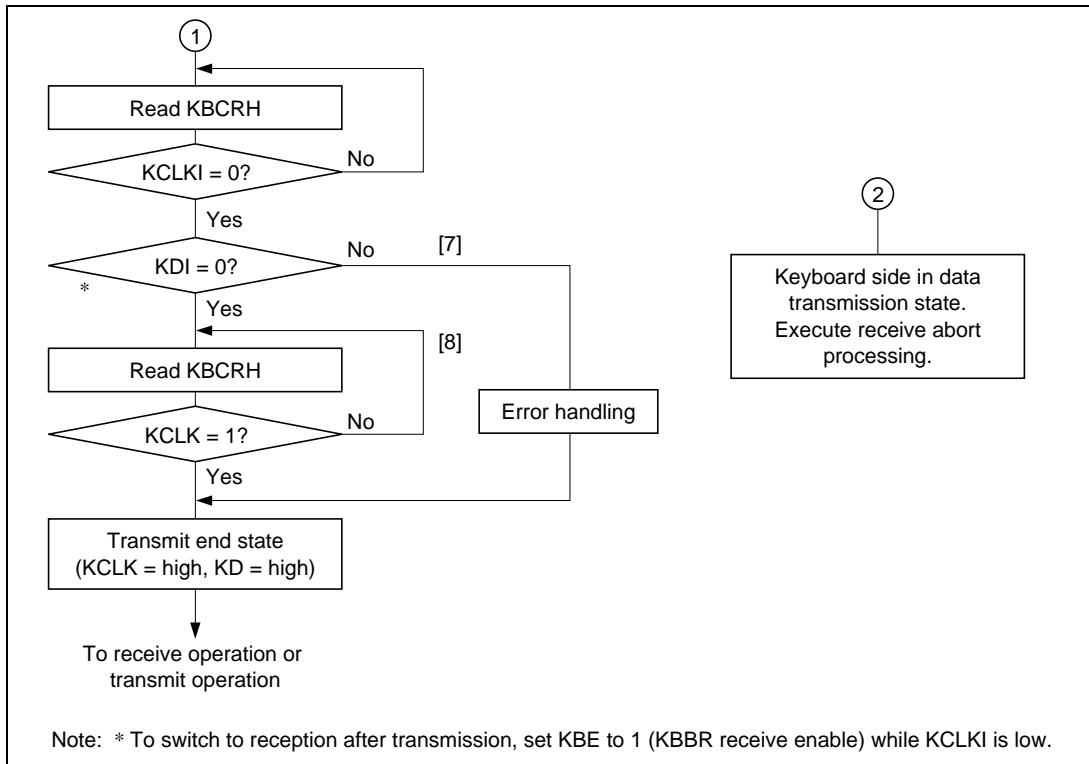 1
Read KBCRH
KCLKI = 0?
No
Yes
KDI = 0?
No
[7]
*
Yes
[8]
Read KBCRH
KCLK = 1?
No
Error handling
Yes
Transmit end state
(KCLK = high, KD = high)
To receive operation or
transmit operation
2
Keyboard side in data
transmission state.
Execute receive abort
processing.
Note: * To switch to reception after transmission, set KBE to 1 (KBBR receive enable) while KCLKI is low.